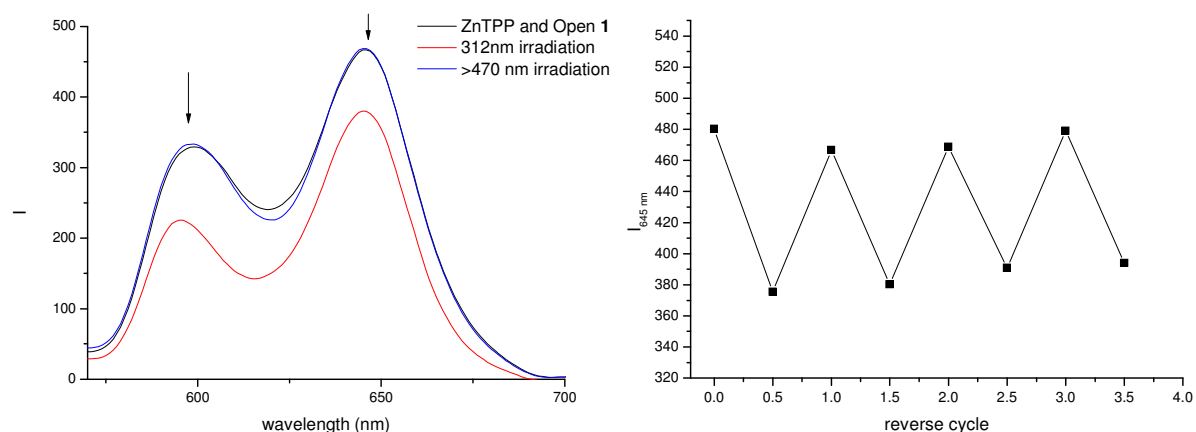 500
400
300
200
100
0
I
600
650
700
wavelength (nm)
ZnTPP and Open 1
312nm irradiation
>470 nm irradiation
540
520
500
480
460
440
420
400
380
360
340
320
I645 nm
0.0 0.5 1.0 1.5 2.0 2.5 3.0 3.5 4.0
reverse cycle